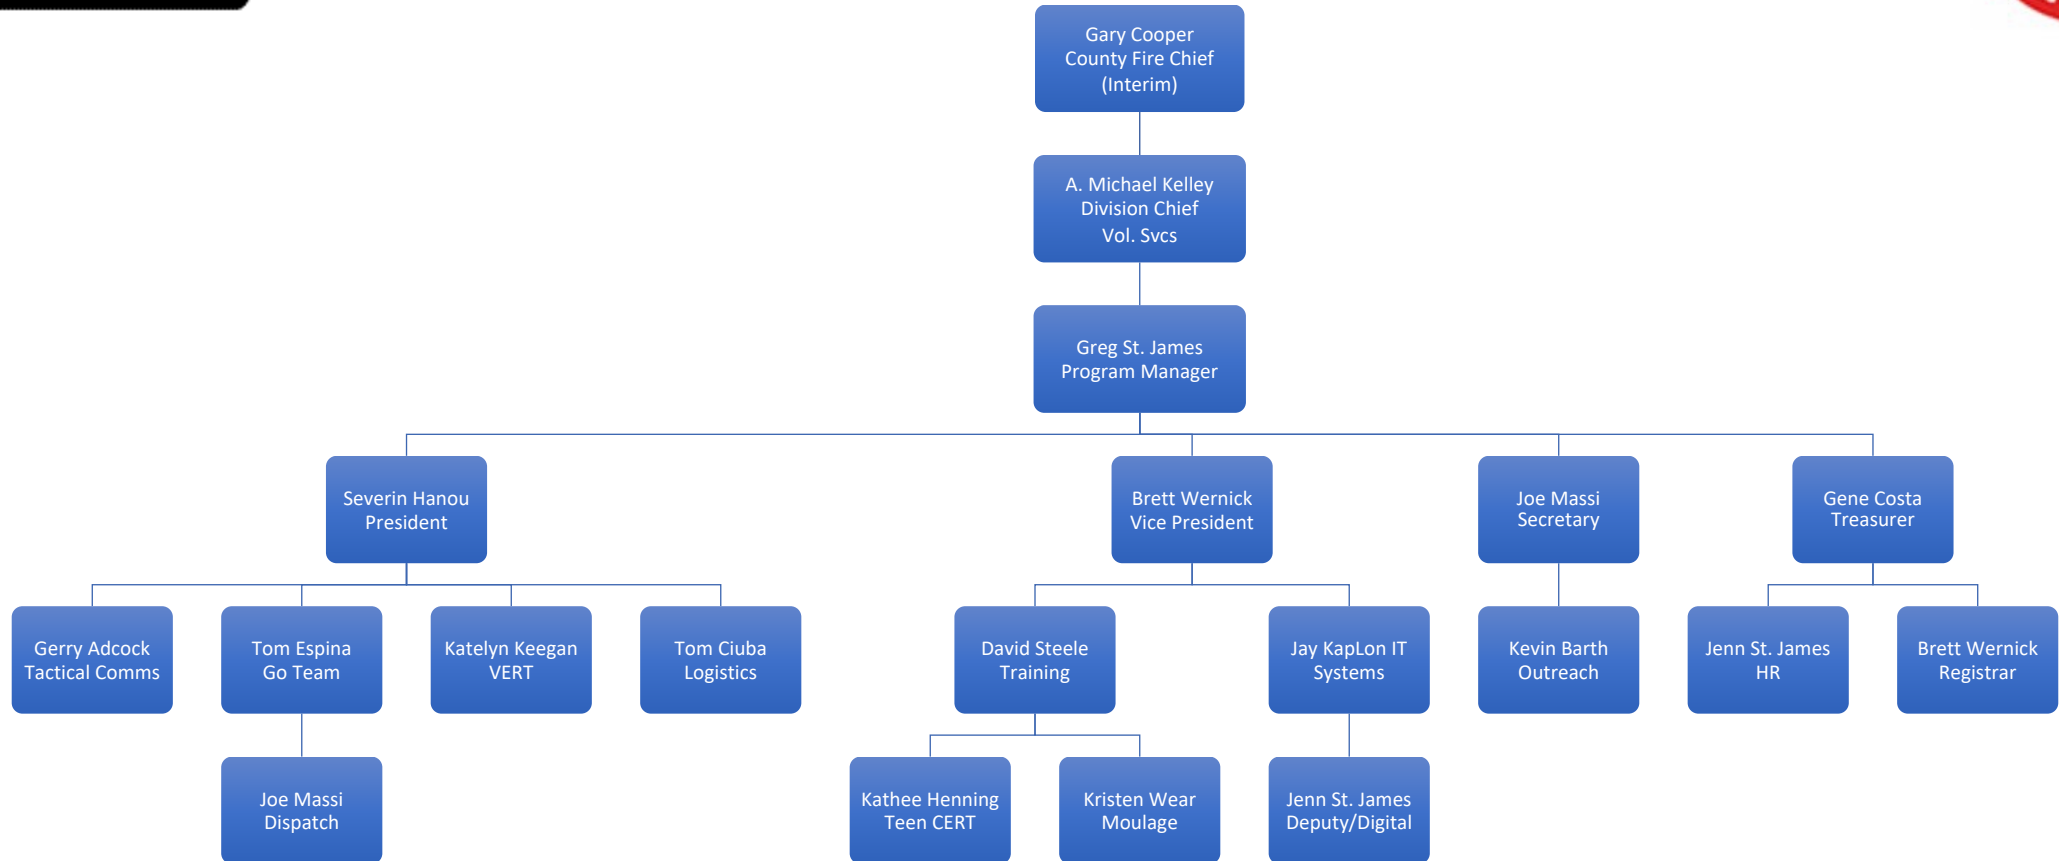 Gary Cooper
County Fire Chief
(Interim)
A. Michael Kelley
Division Chief
Vol. Svcs
Greg St. James
Program Manager
Severin Hanou
President
Brett Wernick
Vice President
Joe Massi
Secretary
Gene Costa
Treasurer
Gerry Adcock
Tactical Comms
Tom Espina
Go Team
Katelyn Keegan
VERT
Tom Ciuba
Logistics
David Steele
Training
Jay KapLon IT
Systems
Kevin Barth
Outreach
Jenn St. James
HR
Brett Wernick
Registrar
Joe Massi
Dispatch
Kathee Henning
Teen CERT
Kristen Wear
Moulage
Jenn St. James
Deputy/Digital